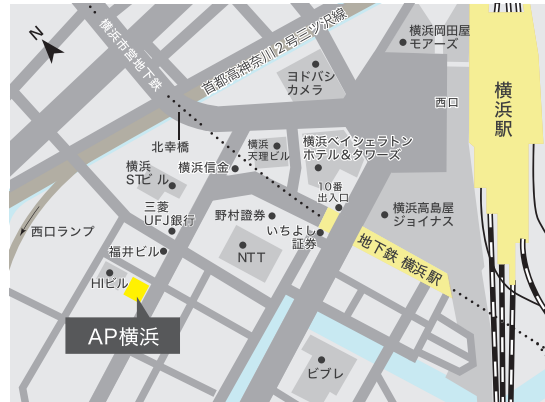 N
横浜市営地下鉄
首都高神奈川2号三ツ沢線
横浜岡田屋
モアーズ
ヨドバシ
カメラ
西口
横浜駅
北幸橋
横浜
天理ビル
横浜ベイシェラトン
ホテル&タワーズ
横浜
STビル
横浜信金
10番
出入口
三菱
UFJ銀行
野村證券
いちよし
証券
横浜高島屋
ジョイナス
西口ランプ
福井ビル
NTT
地下鉄 横浜駅
HIビル
AP横浜
ビブレ